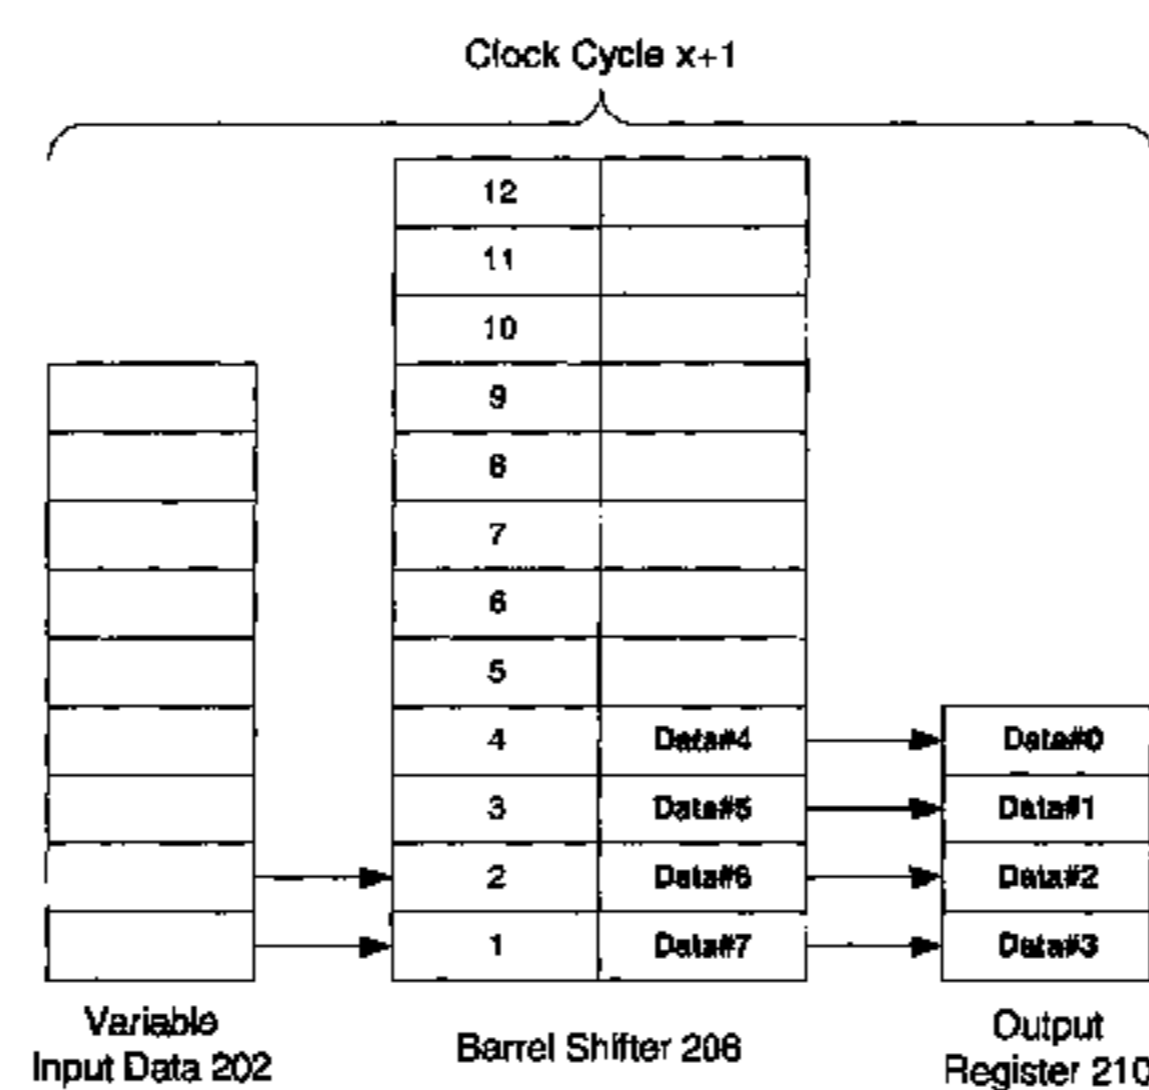 Clock Cycle x+1
12
11
10
9
8
7
6
5
4 Data#4 Data#0
3 Data#5 Data#1
2 Data#6 Data#2
1 Data#7 Data#3
Variable
Input Data 202
Barrel Shifter 206
Output
Register 210